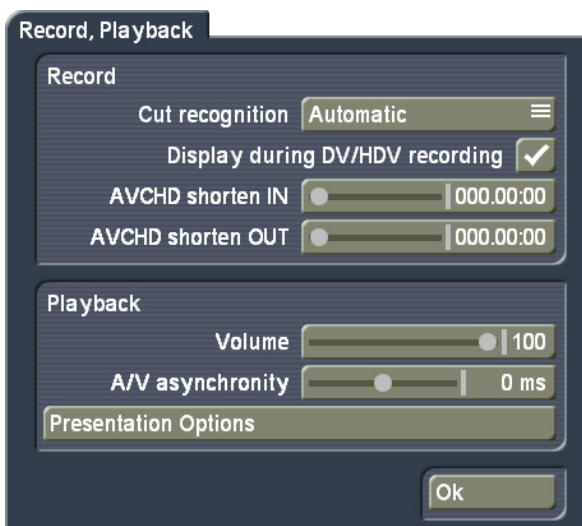 Record, Playback
Record
Cut recognition Automatic
Display during DV/HDV recording
AVCHD shorten IN 000.00:00
AVCHD shorten OUT 000.00:00
Playback
Volume 100
A/V asynchronity 0 ms
Presentation Options
Ok